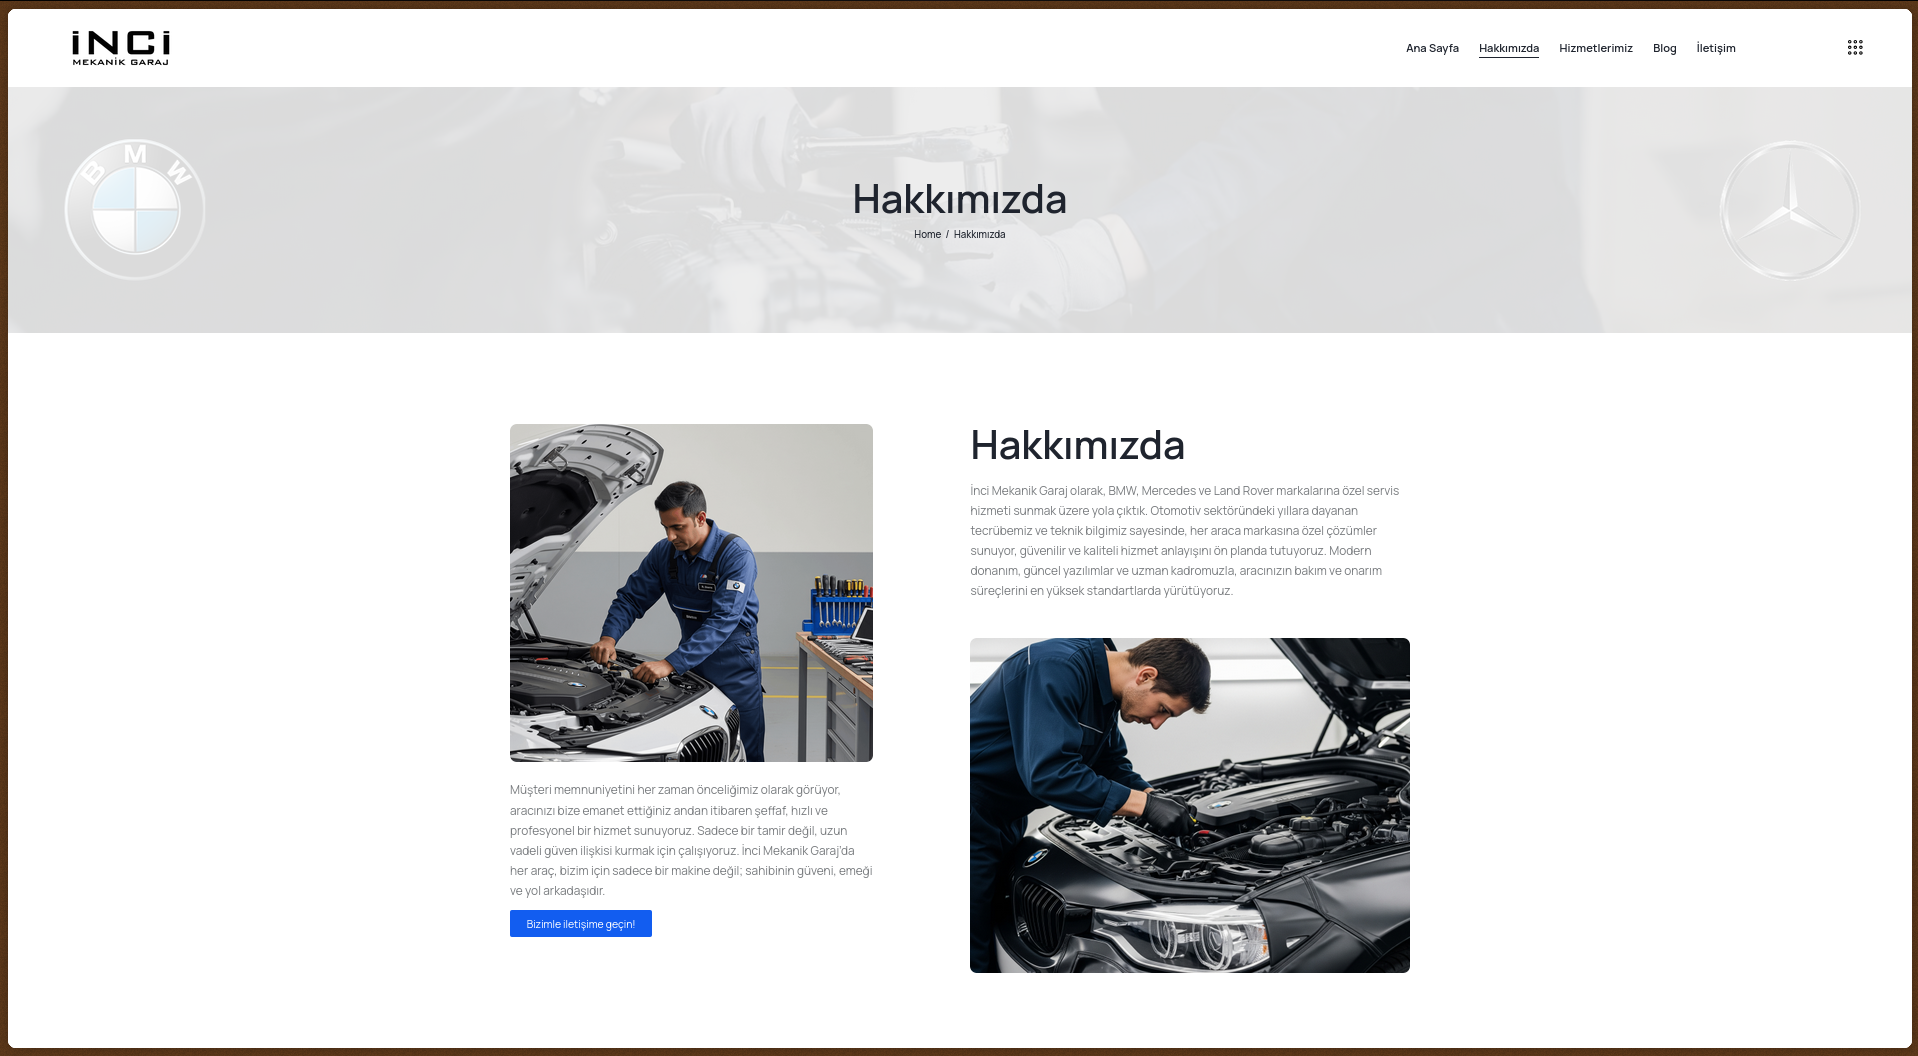 iNCi
MEKANİK GARAJ
Ana Sayfa Hakkımızda Hizmetlerimiz Blog İletişim
BMW
Hakkımızda
Home / Hakkımızda
Hakkımızda
İnci Mekanik Garaj olarak, BMW, Mercedes ve Land Rover markalarına özel servis
hizmeti sunmak üzere yola çıktık. Otomotiv sektöründeki yıllara dayanan
tecrübemiz ve teknik bilgimiz sayesinde, her araca markasına özel çözümler
sunuyor, güvenilir ve kaliteli hizmet anlayışını ön planda tutuyoruz. Modern
donanım, güncel yazılımlar ve uzman kadromuzla, aracınızın bakım ve onarım
süreçlerini en yüksek standartlarda yürütüyoruz.
Müşteri memnuniyetini her zaman önceliğimiz olarak görüyor,
aracınızı bize emanet ettiğiniz andan itibaren şeffaf, hızlı ve
profesyonel bir hizmet sunuyoruz. Sadece bir tamir değil, uzun
vadeli güven ilişkisi kurmak için çalışıyoruz. İnci Mekanik Garaj'da
her araç, bizim için sadece bir makine değil; sahibinin güveni, emeği
ve yol arkadaşıdır.
Bizimle iletişime geçin!